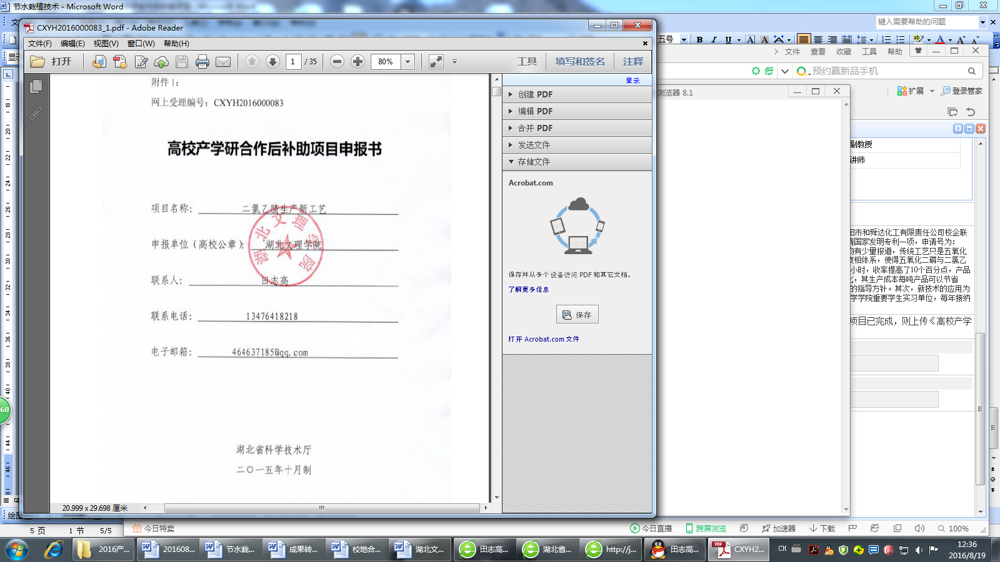 节水栽植技术 - Microsoft Word
键入需要帮助的问题
CXYH2016000083_1.pdf - Adobe Reader
文件(F) 编辑(E) 视图(V) 窗口(W) 帮助(H)
打开 1 / 35 80% 工具 填写和签名 注释
五号
文件 查看 收藏 工具 帮助
预约赢新品手机
浏览器 8.1
扩展 登录管家
登录
创建 PDF
编辑 PDF
合并 PDF
发送文件
存储文件
Acrobat.com
保存并从多个设备访问 PDF 和其它文档。
了解更多信息
保存
打开 Acrobat.com 文件
附件1:
网上受理编号: CXYH2016000083
高校产学研合作后补助项目申报书
项目名称: 二氯乙腈生产新工艺
申报单位(高校公章): 湖北文理学院
湖北文理学院
联系人: 田志高
联系电话: 13476418218
电子邮箱: 464637185@qq.com
湖北省科学技术厅
二〇一五年十月制
20.999 x 29.698 厘米
副教授
讲师
阳市和舜达化工有限责任公司校企联
请国家发明专利一项，申请号为：
均有少量报道，传统工艺只是五氧化
液相体系，使得五氧化二磷与二氯乙
小时，收率提高了10个百分点，产品
化，其生产成本每吨产品可以节省
的指导方针。其次，新技术的应用为
学学院重要学生实习单位，每年接纳
项目已完成，则上传《高校产学
68
绘图
5 页 1 节 5/5
今日特卖 今日直播 跨屏浏览 加速器 下载 100%
2016产... 201608... 节水栽... 成果转... 校地合... 湖北文... 田志高... 湖北省... http://j... 田志高... CXYH2...
CH
12:36
2016/8/19